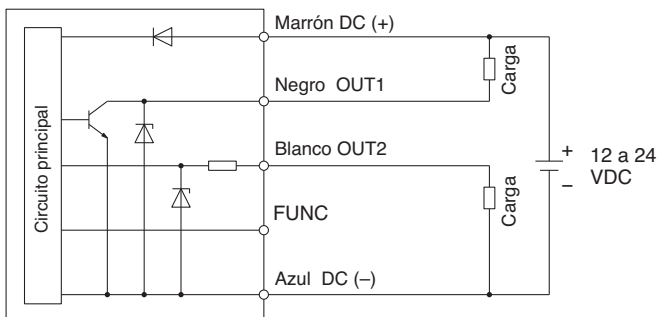 Marrón DC (+)
Negro OUT1
Carga
Circuito principal
Blanco OUT2
+ 12 a 24
– VDC
Carga
FUNC
Azul DC (–)